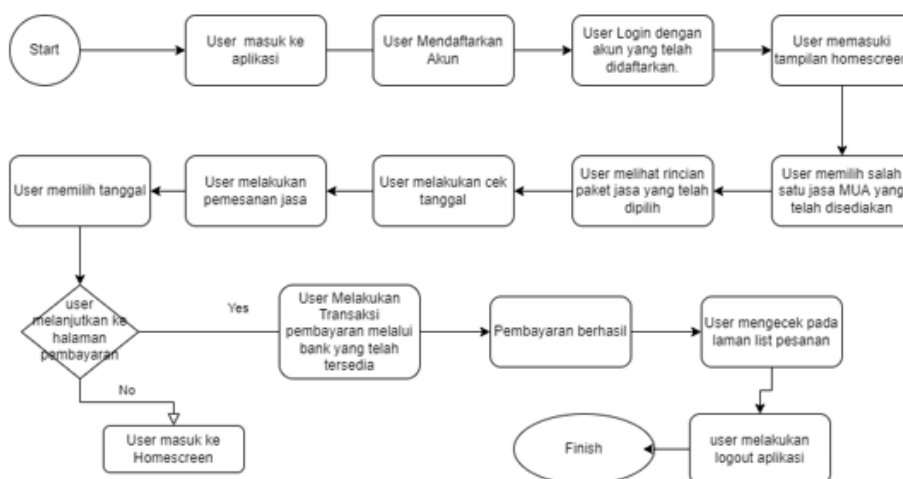 Start
User masuk ke
aplikasi
User Mendaftarkan
Akun
User Login dengan
akun yang telah
didaftarkan.
User memasuki
tampilan homescreen
User memilih salah
satu jasa MUA yang
telah disediakan
User melihat rincian
paket jasa yang telah
dipilih
User melakukan cek
tanggal
User melakukan
pemesanan jasa
User memilih tanggal
user
melanjutkan ke
halaman
pembayaran
Yes
User Melakukan
Transaksi
pembayaran melalui
bank yang telah
tersedia
Pembayaran berhasil
User mengecek pada
laman list pesanan
No
User masuk ke
Homescreen
user melakukan
logout aplikasi
Finish